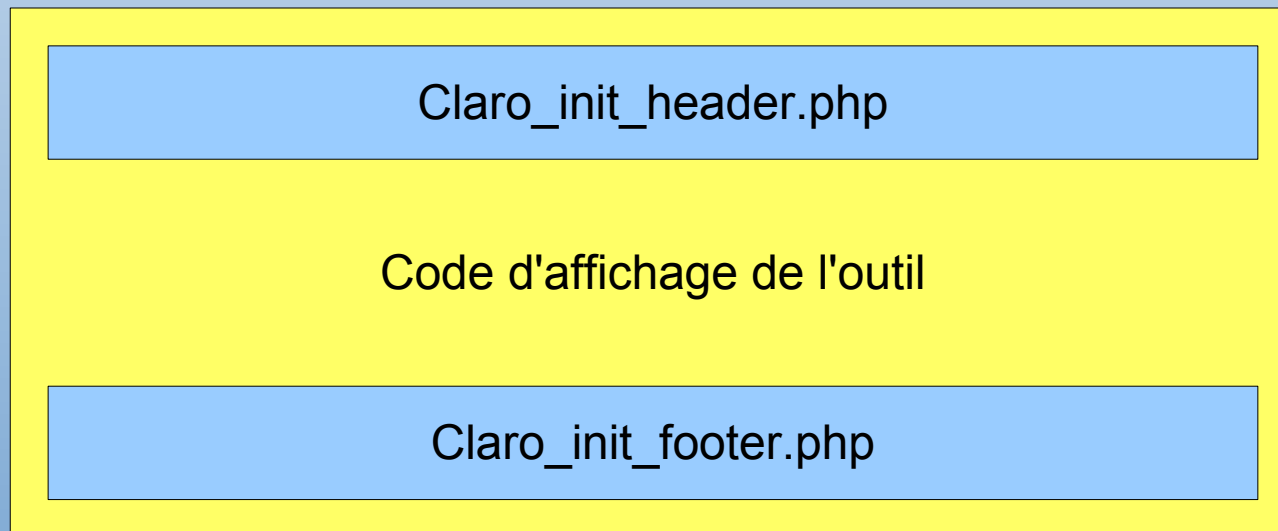 Claro_init_header.php
Code d'affichage de l'outil
Claro_init_footer.php